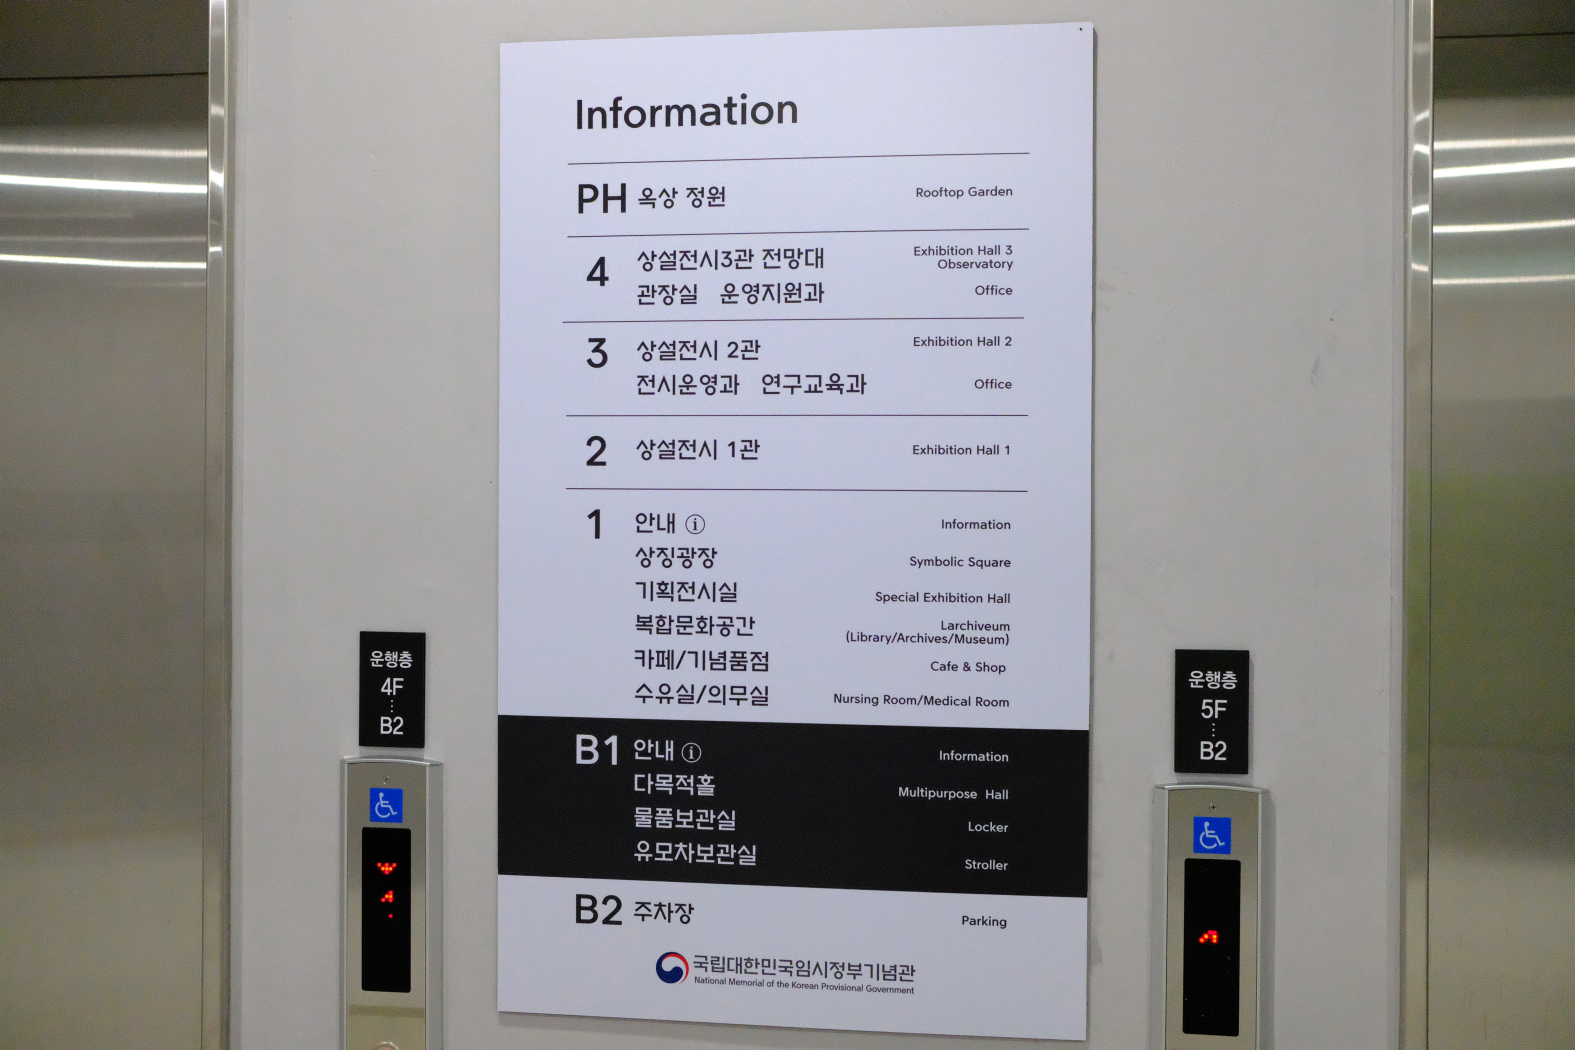 Information
PH 옥상 정원 Rooftop Garden
4 상설전시3관 전망대 Exhibition Hall 3
Observatory
관장실 운영지원과 Office
3 상설전시 2관 Exhibition Hall 2
전시운영과 연구교육과 Office
2 상설전시 1관 Exhibition Hall 1
1 안내 i Information
상징광장 Symbolic Square
기획전시실 Special Exhibition Hall
복합문화공간 Larchiveum
(Library/Archives/Museum)
카페/기념품점 Cafe & Shop
수유실/의무실 Nursing Room/Medical Room
B1 안내 i Information
다목적홀 Multipurpose Hall
물품보관실 Locker
유모차보관실 Stroller
B2 주차장 Parking
국립대한민국임시정부기념관
National Memorial of the Korean Provisional Government
운행층
4F
B2
운행층
5F
B2